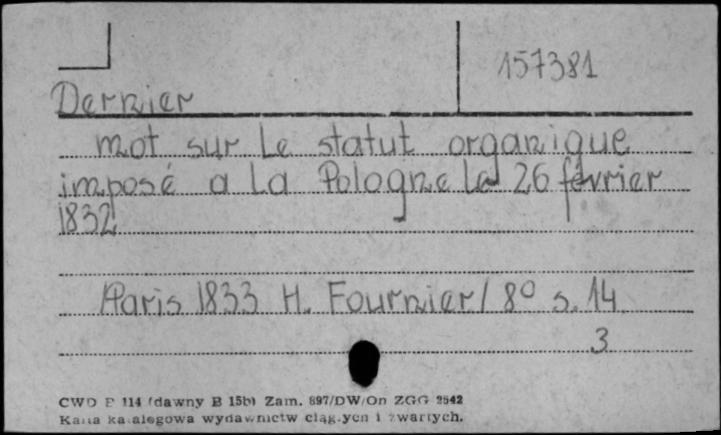 157381
Dernier
mot sur Le statut organique
imposé a La Pologne Le 26 février
1832
Paris 1833 H. Fournier / 8° s. 14
3
CWD P 114 (dawny B 15b) Zam. 897/DW/On ZGG 2542
Karta katalogowa wydawnictw ciągłych i zwartych.